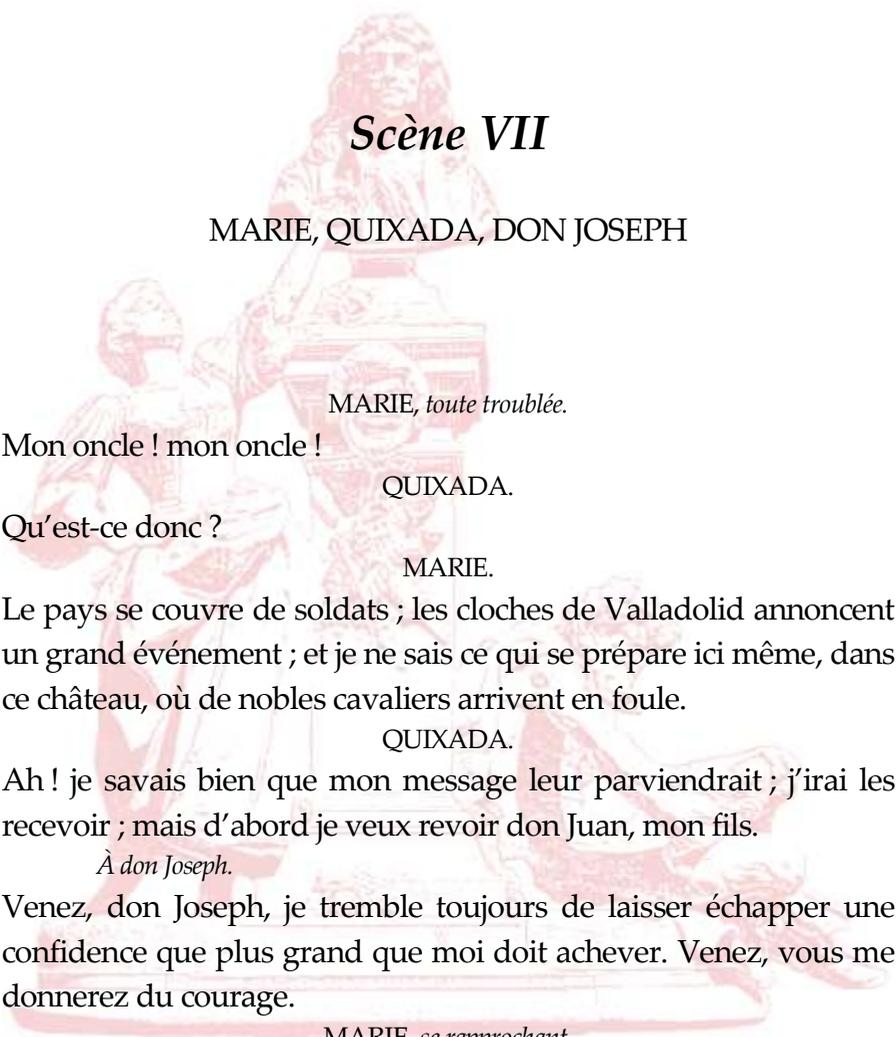 Scène VII
MARIE, QUIXADA, DON JOSEPH
MARIE, toute troublée.
Mon oncle ! mon oncle !
QUIXADA.
Qu’est-ce donc ?
MARIE.
Le pays se couvre de soldats ; les cloches de Valladolid annoncent
un grand événement ; et je ne sais ce qui se prépare ici même, dans
ce château, où de nobles cavaliers arrivent en foule.
QUIXADA.
Ah ! je savais bien que mon message leur parviendrait ; j’irai les
recevoir ; mais d’abord je veux revoir don Juan, mon fils.
À don Joseph.
Venez, don Joseph, je tremble toujours de laisser échapper une
confidence que plus grand que moi doit achever. Venez, vous me
donnerez du courage.
MARIE, se rapprochant.